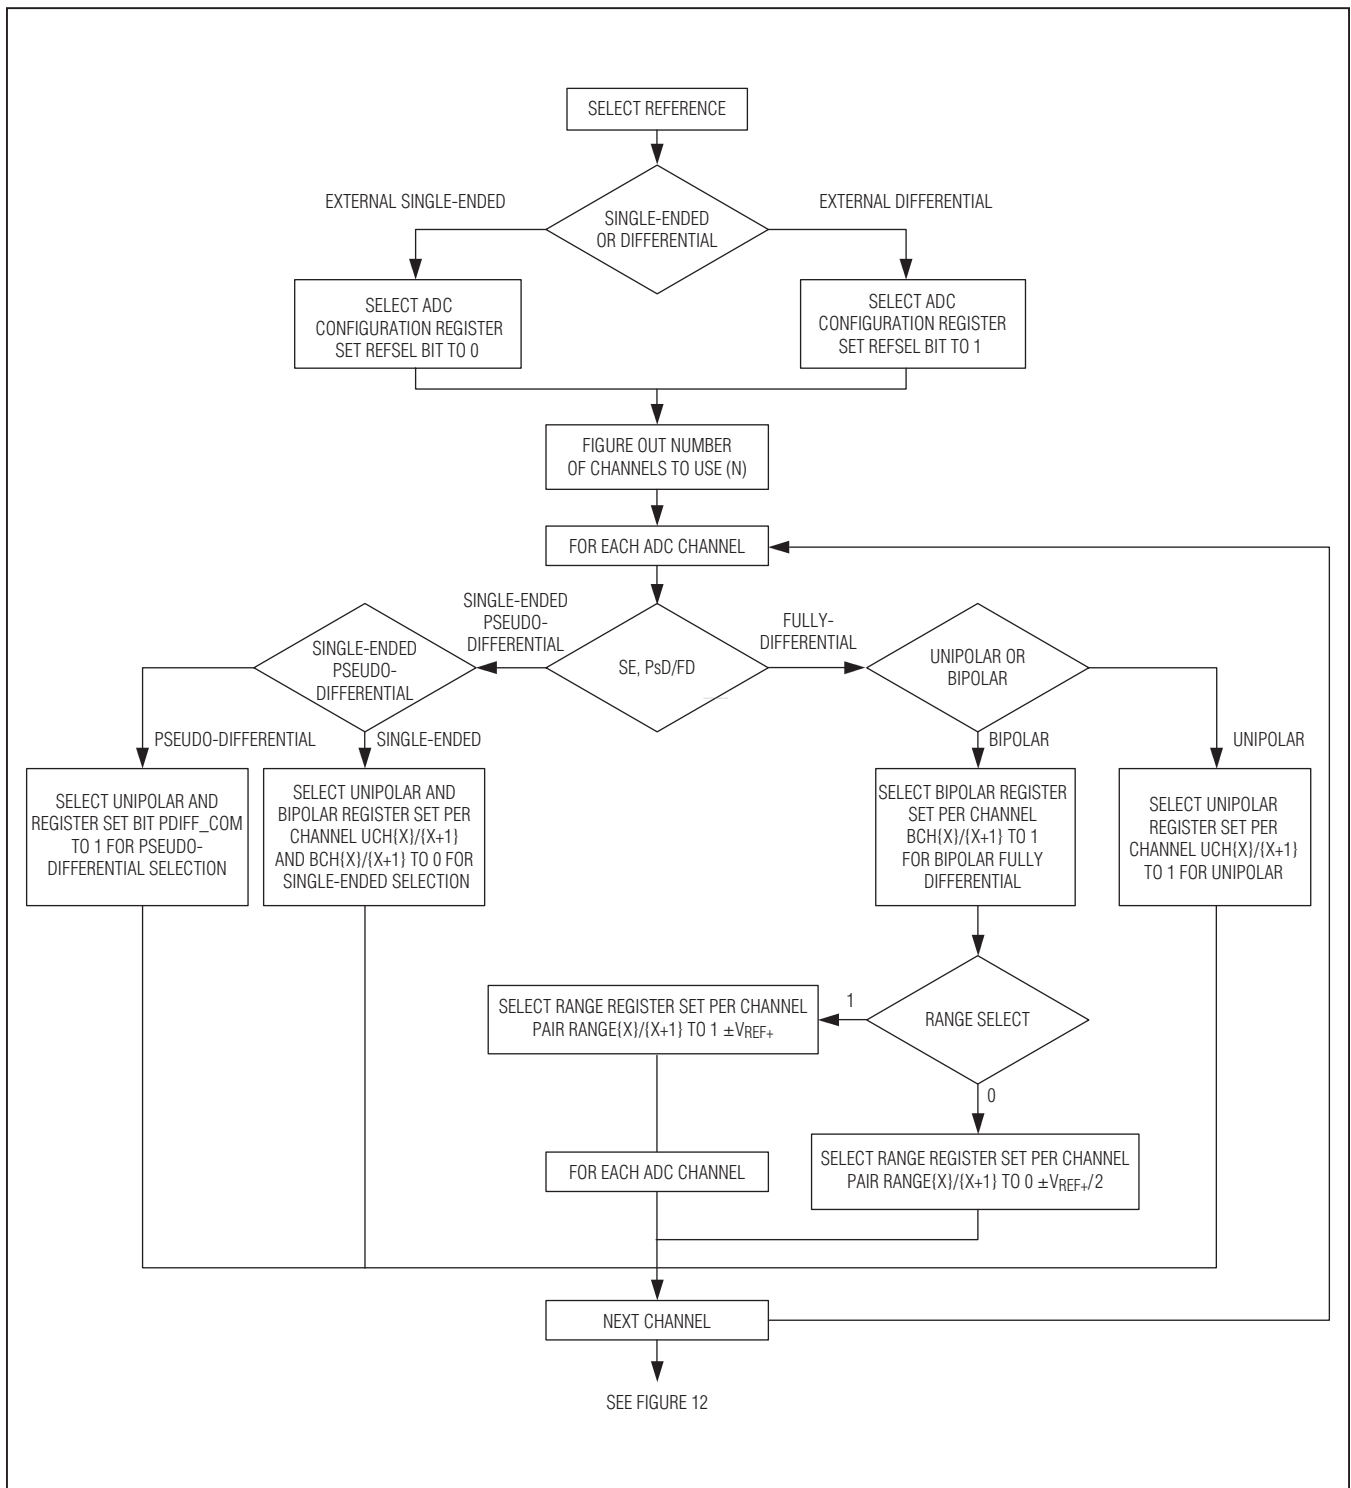 SELECT REFERENCE
EXTERNAL SINGLE-ENDED
EXTERNAL DIFFERENTIAL
SINGLE-ENDED
OR DIFFERENTIAL
SELECT ADC
CONFIGURATION REGISTER
SET REFSEL BIT TO 0
SELECT ADC
CONFIGURATION REGISTER
SET REFSEL BIT TO 1
FIGURE OUT NUMBER
OF CHANNELS TO USE (N)
FOR EACH ADC CHANNEL
SINGLE-ENDED
PSEUDO-
DIFFERENTIAL
FULLY-
DIFFERENTIAL
SINGLE-ENDED
PSEUDO-
DIFFERENTIAL
SE, PsD/FD
UNIPOLAR OR
BIPOLAR
PSEUDO-DIFFERENTIAL
SINGLE-ENDED
BIPOLAR
UNIPOLAR
SELECT UNIPOLAR AND
REGISTER SET BIT PDIFF_COM
TO 1 FOR PSEUDO-
DIFFERENTIAL SELECTION
SELECT UNIPOLAR AND
BIPOLAR REGISTER SET PER
CHANNEL UCH{X}/{X+1}
AND BCH{X}/{X+1} TO 0 FOR
SINGLE-ENDED SELECTION
SELECT BIPOLAR REGISTER
SET PER CHANNEL
BCH{X}/{X+1} TO 1
FOR BIPOLAR FULLY
DIFFERENTIAL
SELECT UNIPOLAR
REGISTER SET PER
CHANNEL UCH{X}/{X+1}
TO 1 FOR UNIPOLAR
SELECT RANGE REGISTER SET PER CHANNEL
PAIR RANGE{X}/{X+1} TO 1 ±VREF+
1
RANGE SELECT
0
FOR EACH ADC CHANNEL
SELECT RANGE REGISTER SET PER CHANNEL
PAIR RANGE{X}/{X+1} TO 0 ±VREF+/2
NEXT CHANNEL
SEE FIGURE 12